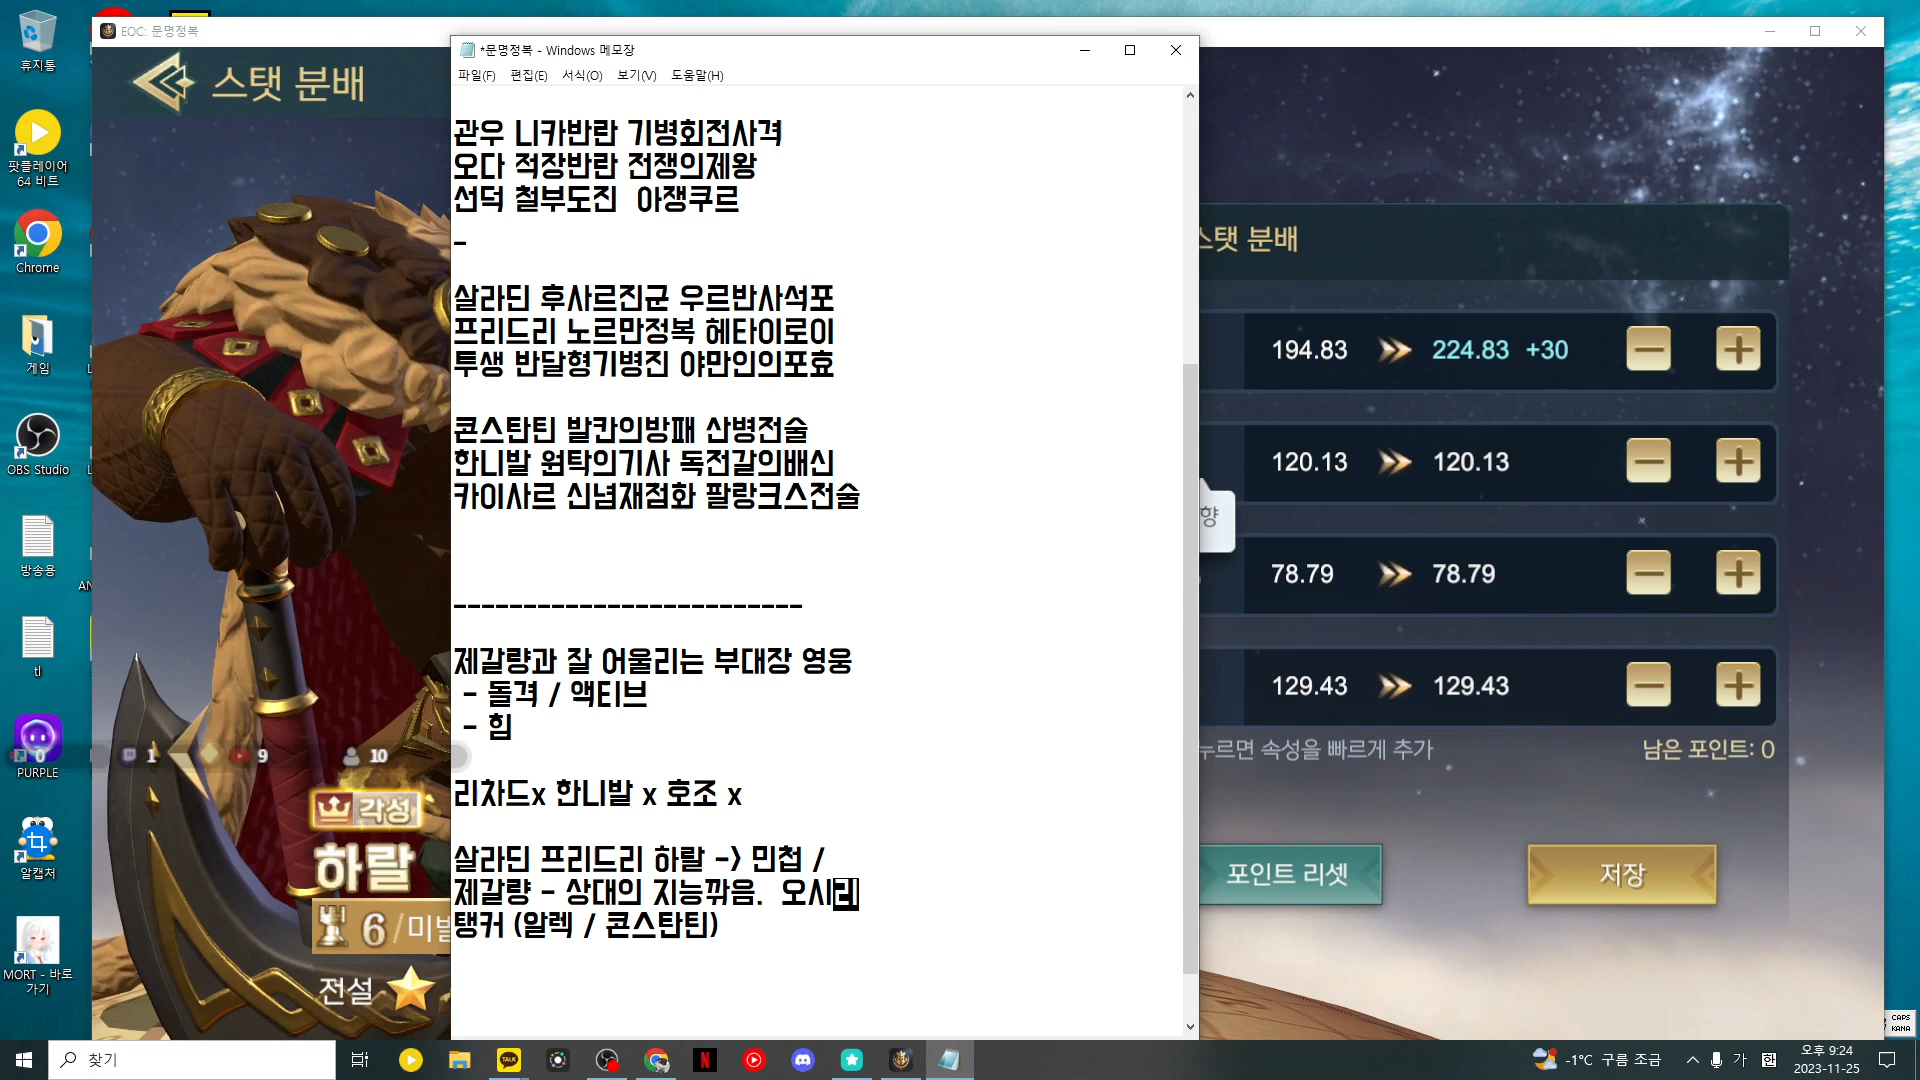 휴지통
팟플레이어
64 비트
Chrome
게임
OBS Studio
방송용
tl
PURPLE
알캡처
MORT - 바로
가기
EOC: 문명정복
스탯 분배
*문명정복 - Windows 메모장
파일(F) 편집(E) 서식(O) 보기(V) 도움말(H)
관우 니카반란 기병회전사격
오다 적장반란 전쟁의제왕
선덕 철부도진  아쟁쿠르
-
살라딘 후사르진군 우르반사석포
프리드리 노르만정복 헤타이로이
투생 반달형기병진 야만인의포효
콘스탄틴 발칸의방패 산병전술
한니발 원탁의기사 독전갈의배신
카이사르 신념재점화 팔랑크스전술
-------------------------
제갈량과 잘 어울리는 부대장 영웅
- 돌격 / 액티브
- 힘
리차드x 한니발 x 호조 x
살라딘 프리드리 하랄 -> 민첩 /
제갈량 - 상대의 지능깎음.  오시리
탱커 (알렉 / 콘스탄틴)
0
1
9
10
각성
하랄
6/미발
전설
스탯 분배
194.83 224.83 +30
120.13 120.13
향
78.79 78.79
129.43 129.43
누르면 속성을 빠르게 추가 남은 포인트: 0
포인트 리셋 저장
CAPS
KANA
찾기
TALK
N
-1°C 구름 조금
가
한
오후 9:24
2023-11-25